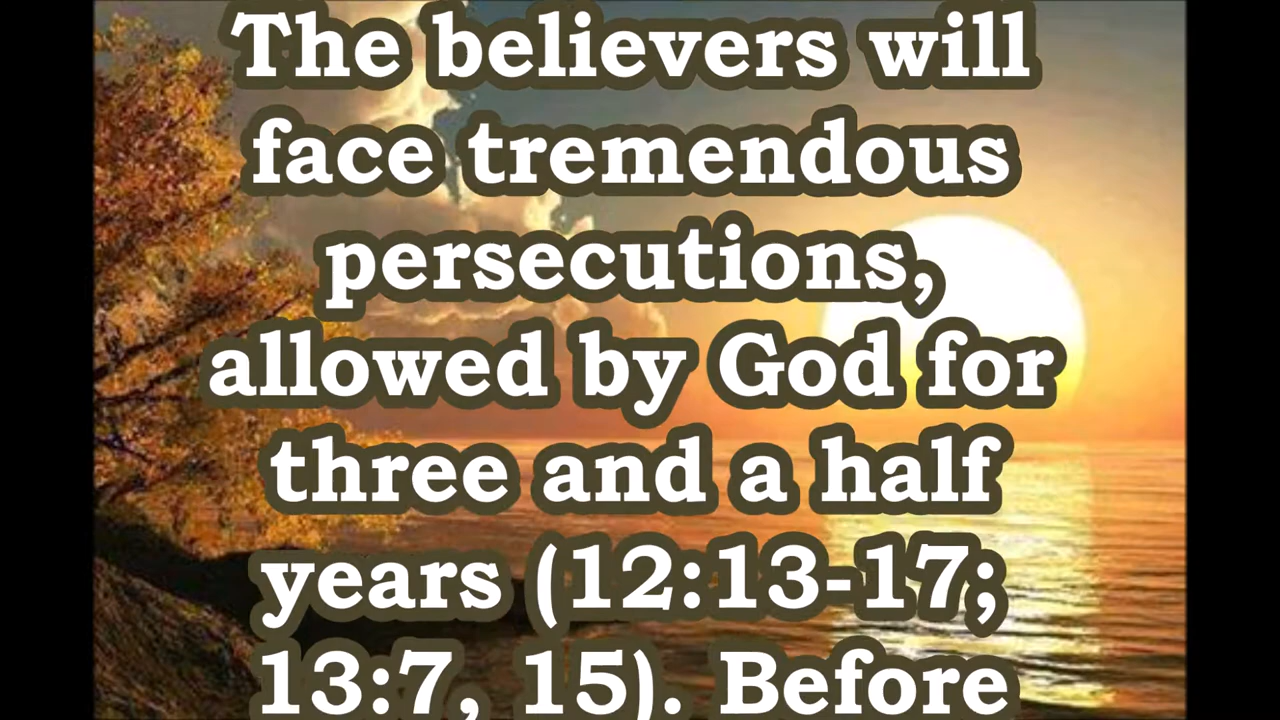 The believers will
face tremendous
persecutions,
allowed by God for
three and a half
years (12:13-17;
13:7, 15). Before